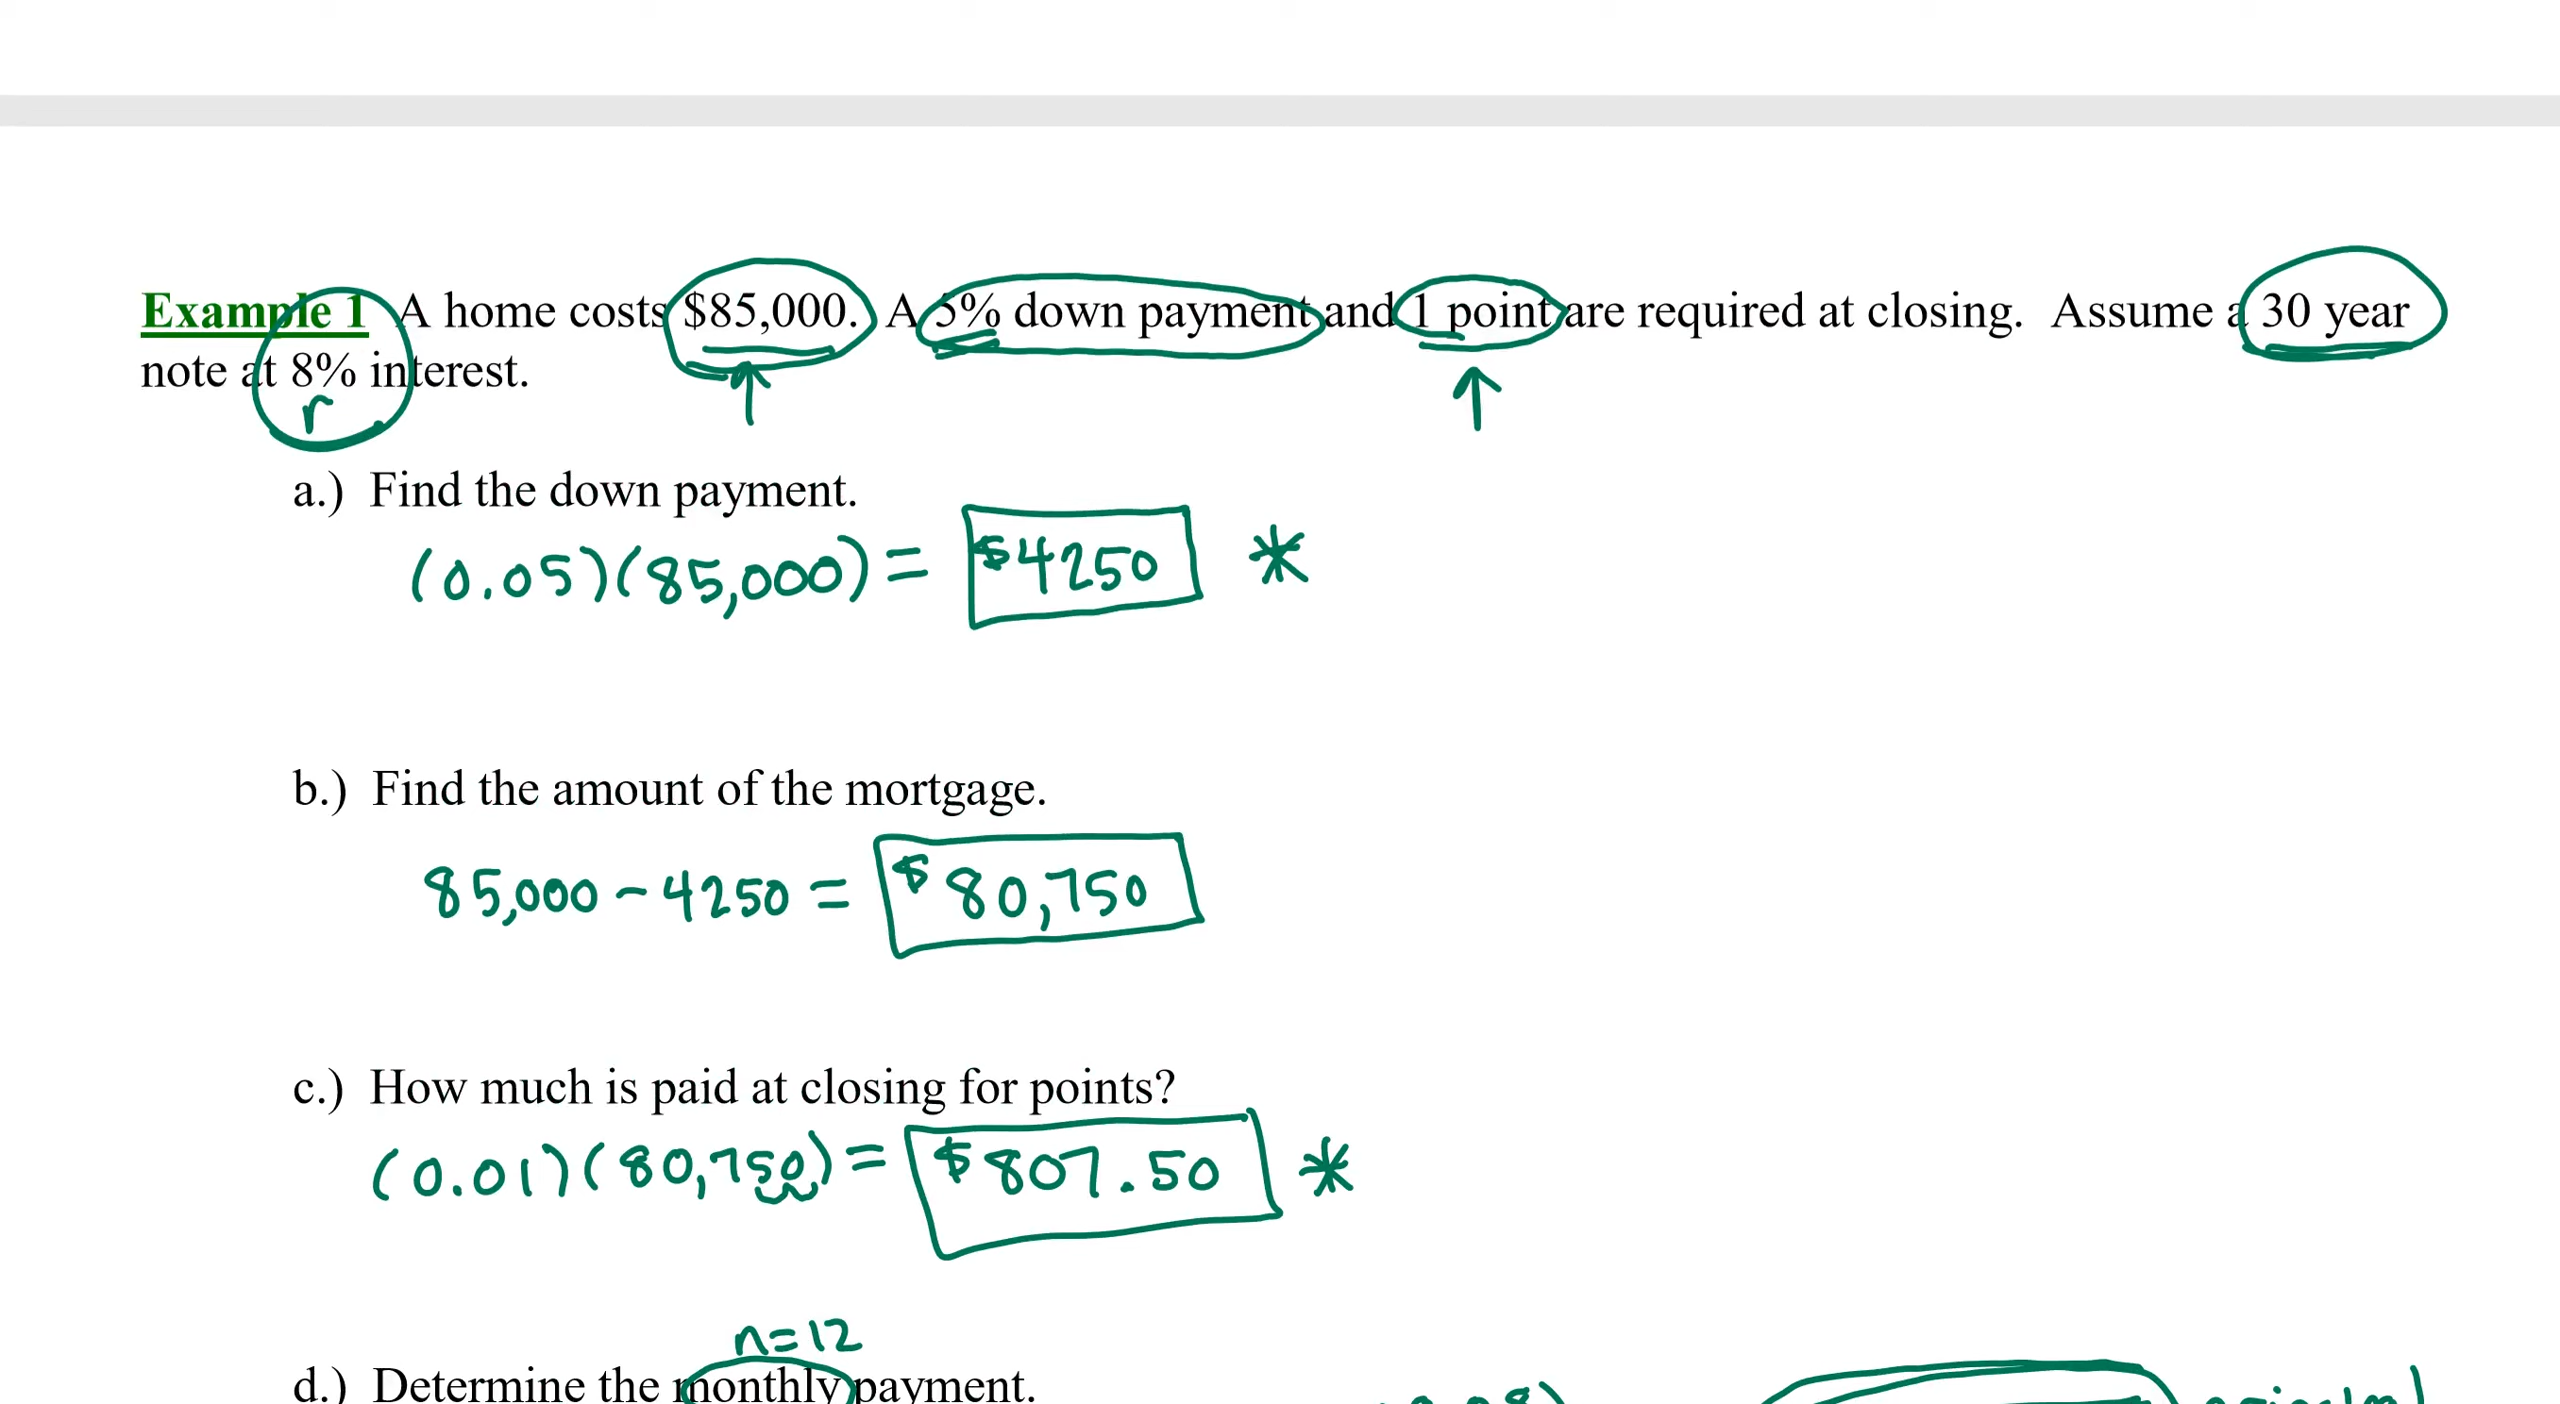 Example 1 A home costs $85,000. A 5% down payment and 1 point are required at closing. Assume a 30 year
note at 8% interest.
r
a.) Find the down payment.
(0.05)(85,000) = $4250 *
b.) Find the amount of the mortgage.
85,000 - 4250 = $80,750
c.) How much is paid at closing for points?
(0.01)(80,750) = $807.50 *
n=12
d.) Determine the monthly payment.